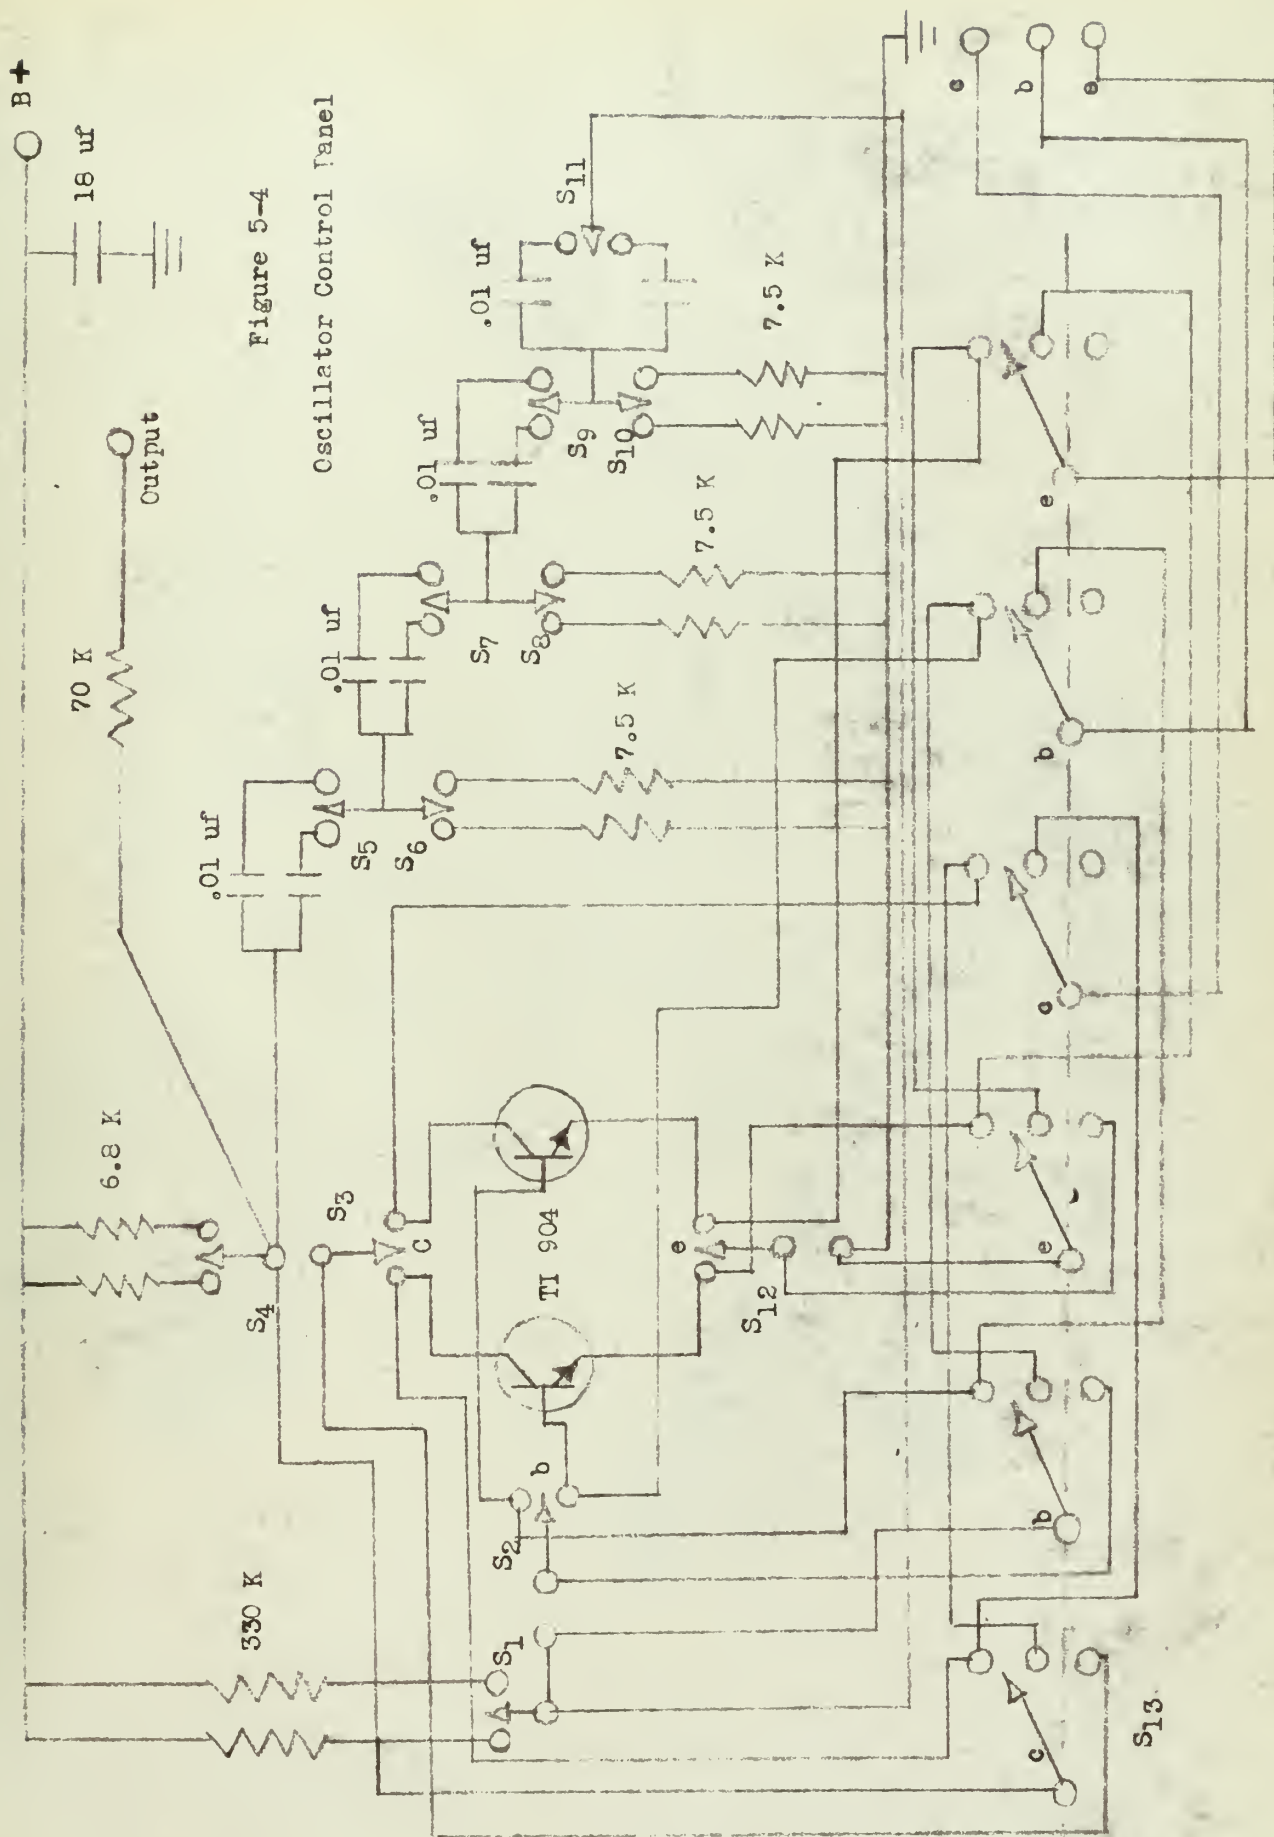 B+
18 uf
Figure 5-4
Oscillator Control Panel
Output
70 K
6.8 K
330 K
.01 uf
.01 uf
.01 uf
.01 uf
S1
S2
b
S3
c
S4
S5
S6
S7
S8
S9
S10
S11
7.5 K
7.5 K
7.5 K
TI 904
e
S12
c
b
e
c
b
e
c
b
e
S13